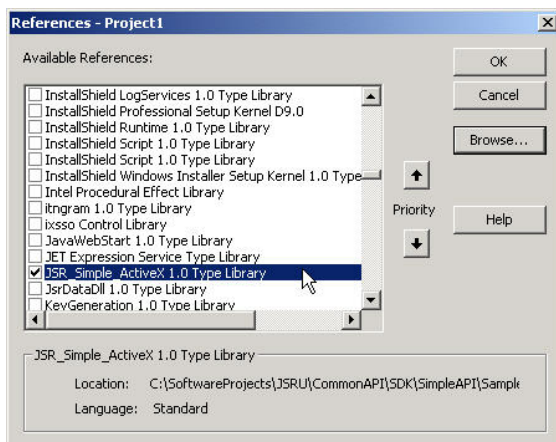 References - Project1
Available References:
OK
Cancel
Browse...
Help
InstallShield LogServices 1.0 Type Library
InstallShield Professional Setup Kernel D9.0
InstallShield Runtime 1.0 Type Library
InstallShield Script 1.0 Type Library
InstallShield Script 1.0 Type Library
InstallShield Windows Installer Setup Kernel 1.0 Type
Intel Procedural Effect Library
itngram 1.0 Type Library
ixsso Control Library
JavaWebStart 1.0 Type Library
JET Expression Service Type Library
JSR_Simple_ActiveX 1.0 Type Library
JsrDataDll 1.0 Type Library
KeyGeneration 1.0 Type Library
Priority
JSR_Simple_ActiveX 1.0 Type Library
Location: C:\SoftwareProjects\JSRU\CommonAPI\SDK\SimpleAPI\Sample
Language: Standard